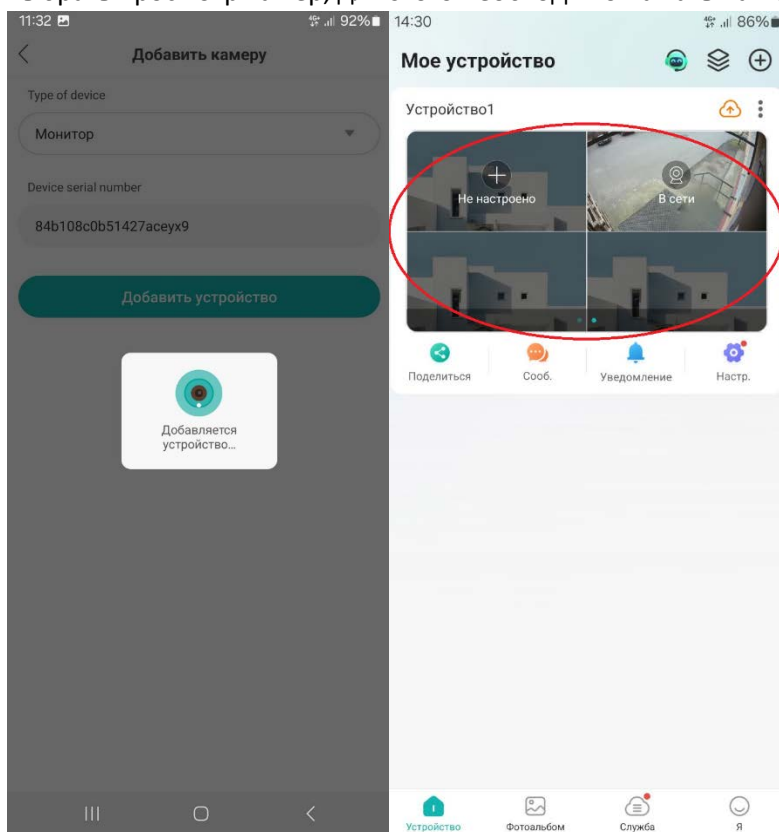 11:32
92%
Добавить камеру
Type of device
Монитор
Device serial number
84b108c0b51427aceyx9
Добавить устройство
Добавляется
устройство...
14:30
86%
Мое устройство
Устройство1
Не настроено
В сети
Поделиться
Сооб.
Уведомление
Настр.
Устройство
Фотоальбом
Служба
Я